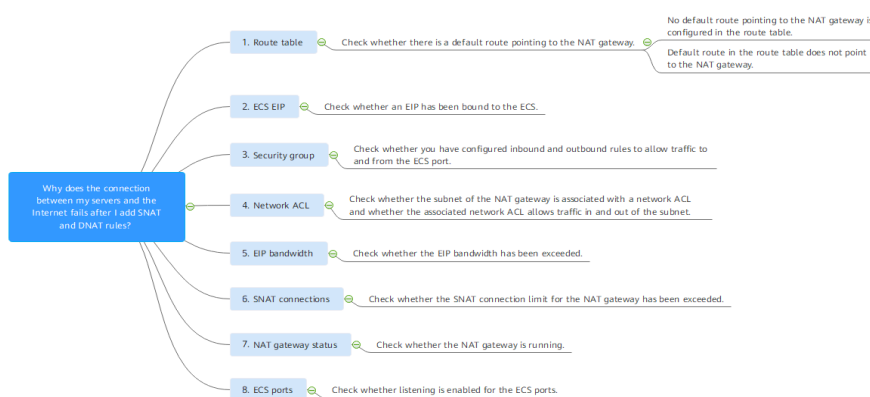 Why does the connection
between my servers and the
Internet fails after I add SNAT
and DNAT rules?
1. Route table
Check whether there is a default route pointing to the NAT gateway.
No default route pointing to the NAT gateway
configured in the route table.
Default route in the route table does not point
to the NAT gateway.
2. ECS EIP
Check whether an EIP has been bound to the ECS.
3. Security group
Check whether you have configured inbound and outbound rules to allow traffic to
and from the ECS port.
4. Network ACL
Check whether the subnet of the NAT gateway is associated with a network ACL
and whether the associated network ACL allows traffic in and out of the subnet.
5. EIP bandwidth
Check whether the EIP bandwidth has been exceeded.
6. SNAT connections
Check whether the SNAT connection limit for the NAT gateway has been exceeded.
7. NAT gateway status
Check whether the NAT gateway is running.
8. ECS ports
Check whether listening is enabled for the ECS ports.